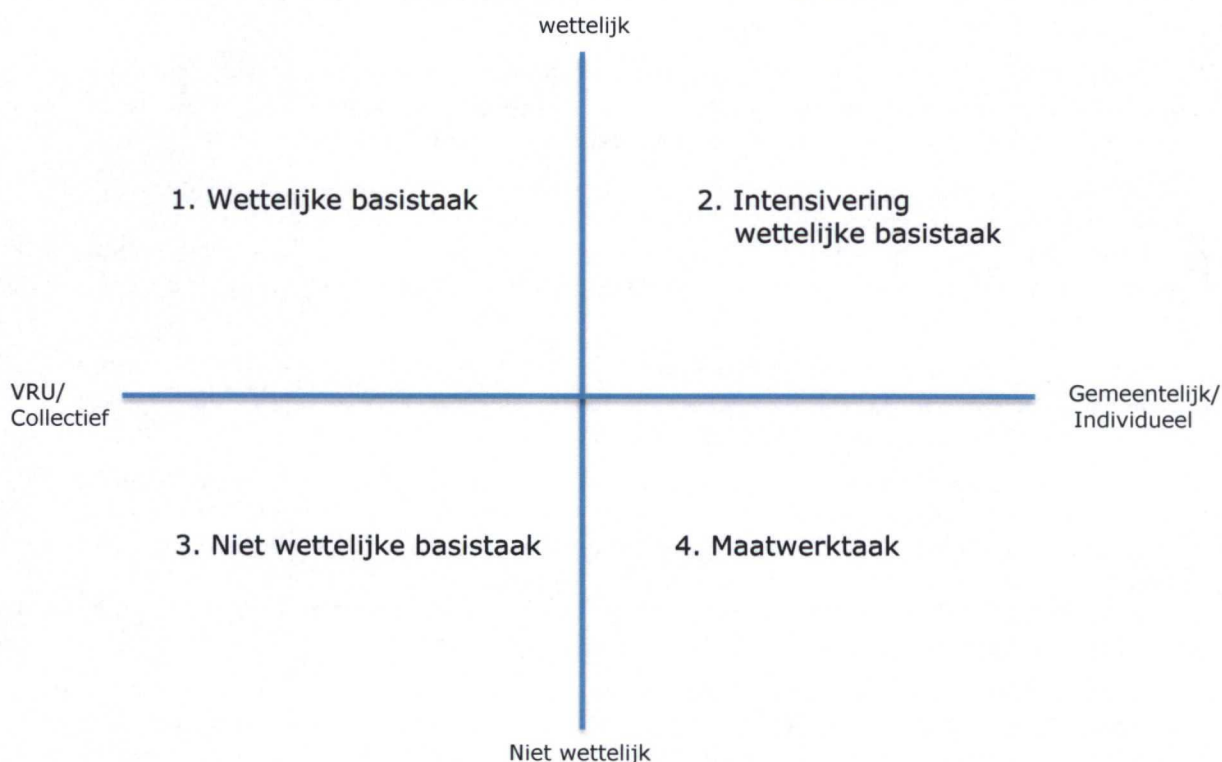 wettelijk
1. Wettelijke basistaak
2. Intensivering
wettelijke basistaak
VRU/
Collectief
Gemeentelijk/
Individueel
3. Niet wettelijke basistaak
4. Maatwerktaak
Niet wettelijk